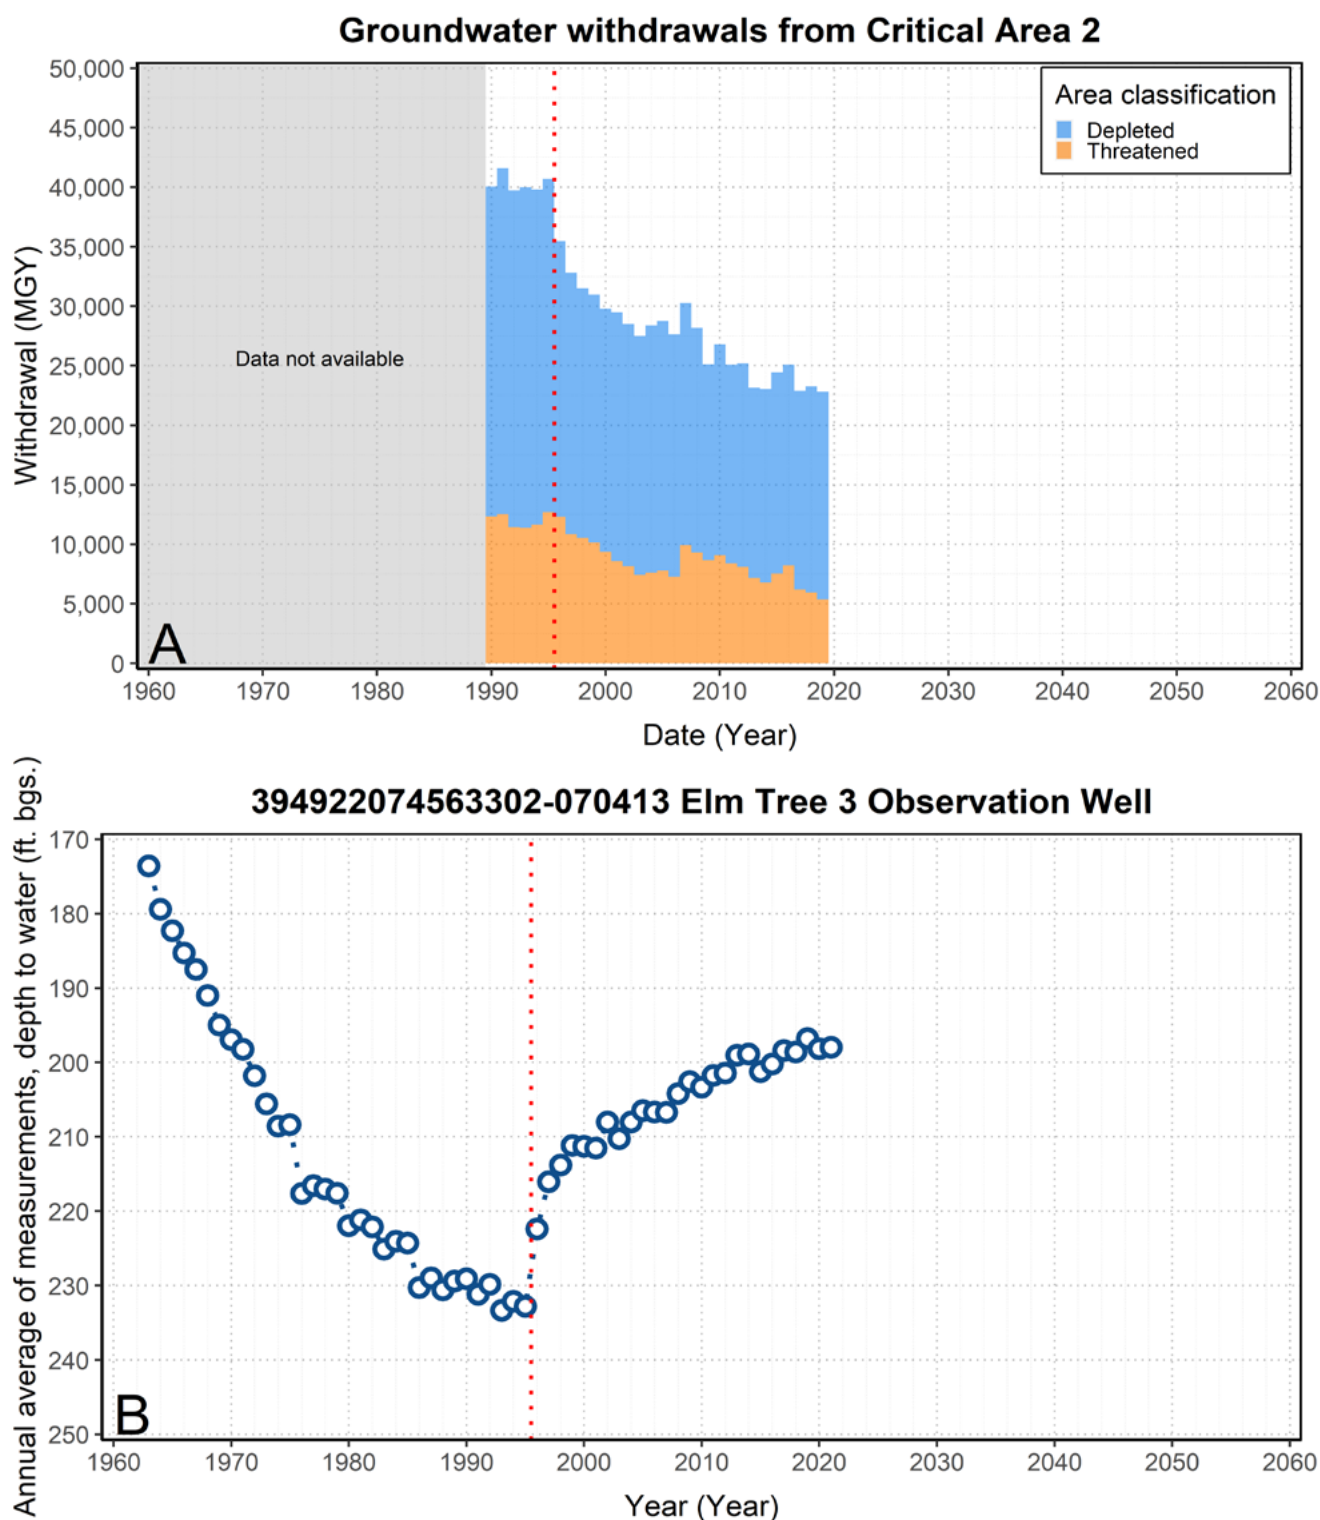 Groundwater withdrawals from Critical Area 2
50,000
45,000
40,000
35,000
30,000
25,000
20,000
15,000
10,000
5,000
0
Withdrawal (MGY)
Area classification
Depleted
Threatened
Data not available
A
1960 1970 1980 1990 2000 2010 2020 2030 2040 2050 2060
Date (Year)
394922074563302-070413 Elm Tree 3 Observation Well
Annual average of measurements, depth to water (ft. bgs.)
170
180
190
200
210
220
230
240
250
B
1960 1970 1980 1990 2000 2010 2020 2030 2040 2050 2060
Year (Year)